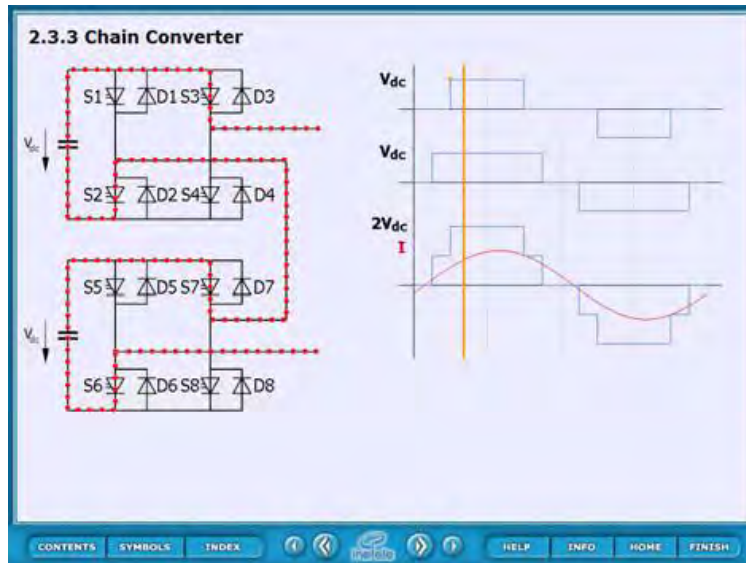 2.3.3 Chain Converter
S1 D1 S3 D3
Vdc
S2 D2 S4 D4
S5 D5 S7 D7
Vdc
S6 D6 S8 D8
Vdc
Vdc
2Vdc
I
CONTENTS SYMBOLS INDEX inetele HELP INFO HOME FINISH